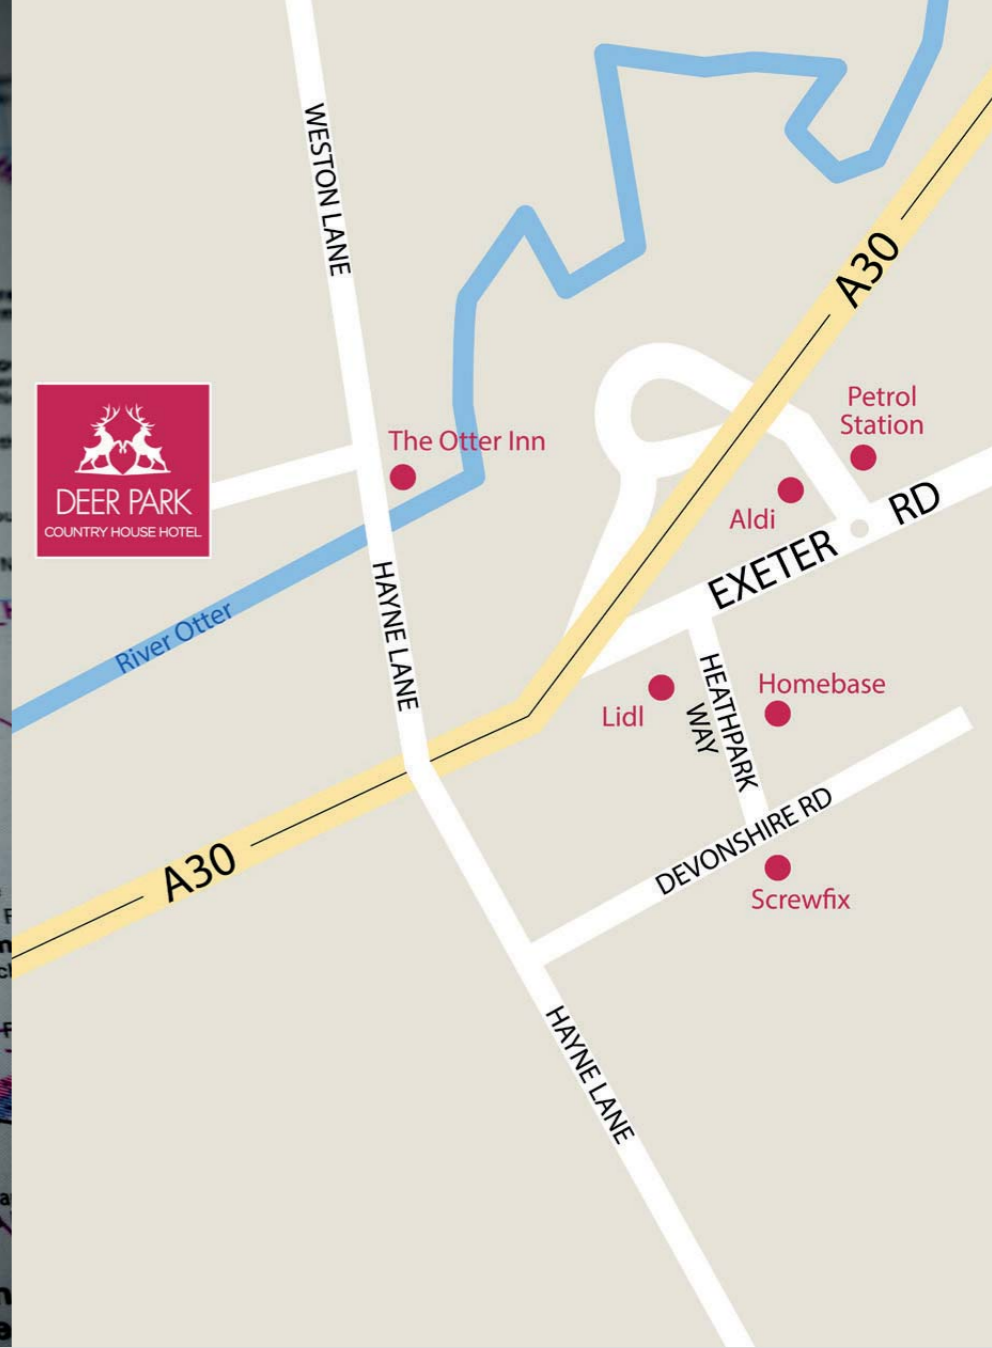 WESTON LANE
A30
Petrol
Station
The Otter Inn
DEER PARK
COUNTRY HOUSE HOTEL
Aldi
EXETER RD
HAYNE LANE
River Otter
Lidl
HEATHPARK
WAY
Homebase
DEVONSHIRE RD
A30
Screwfix
HAYNE LANE